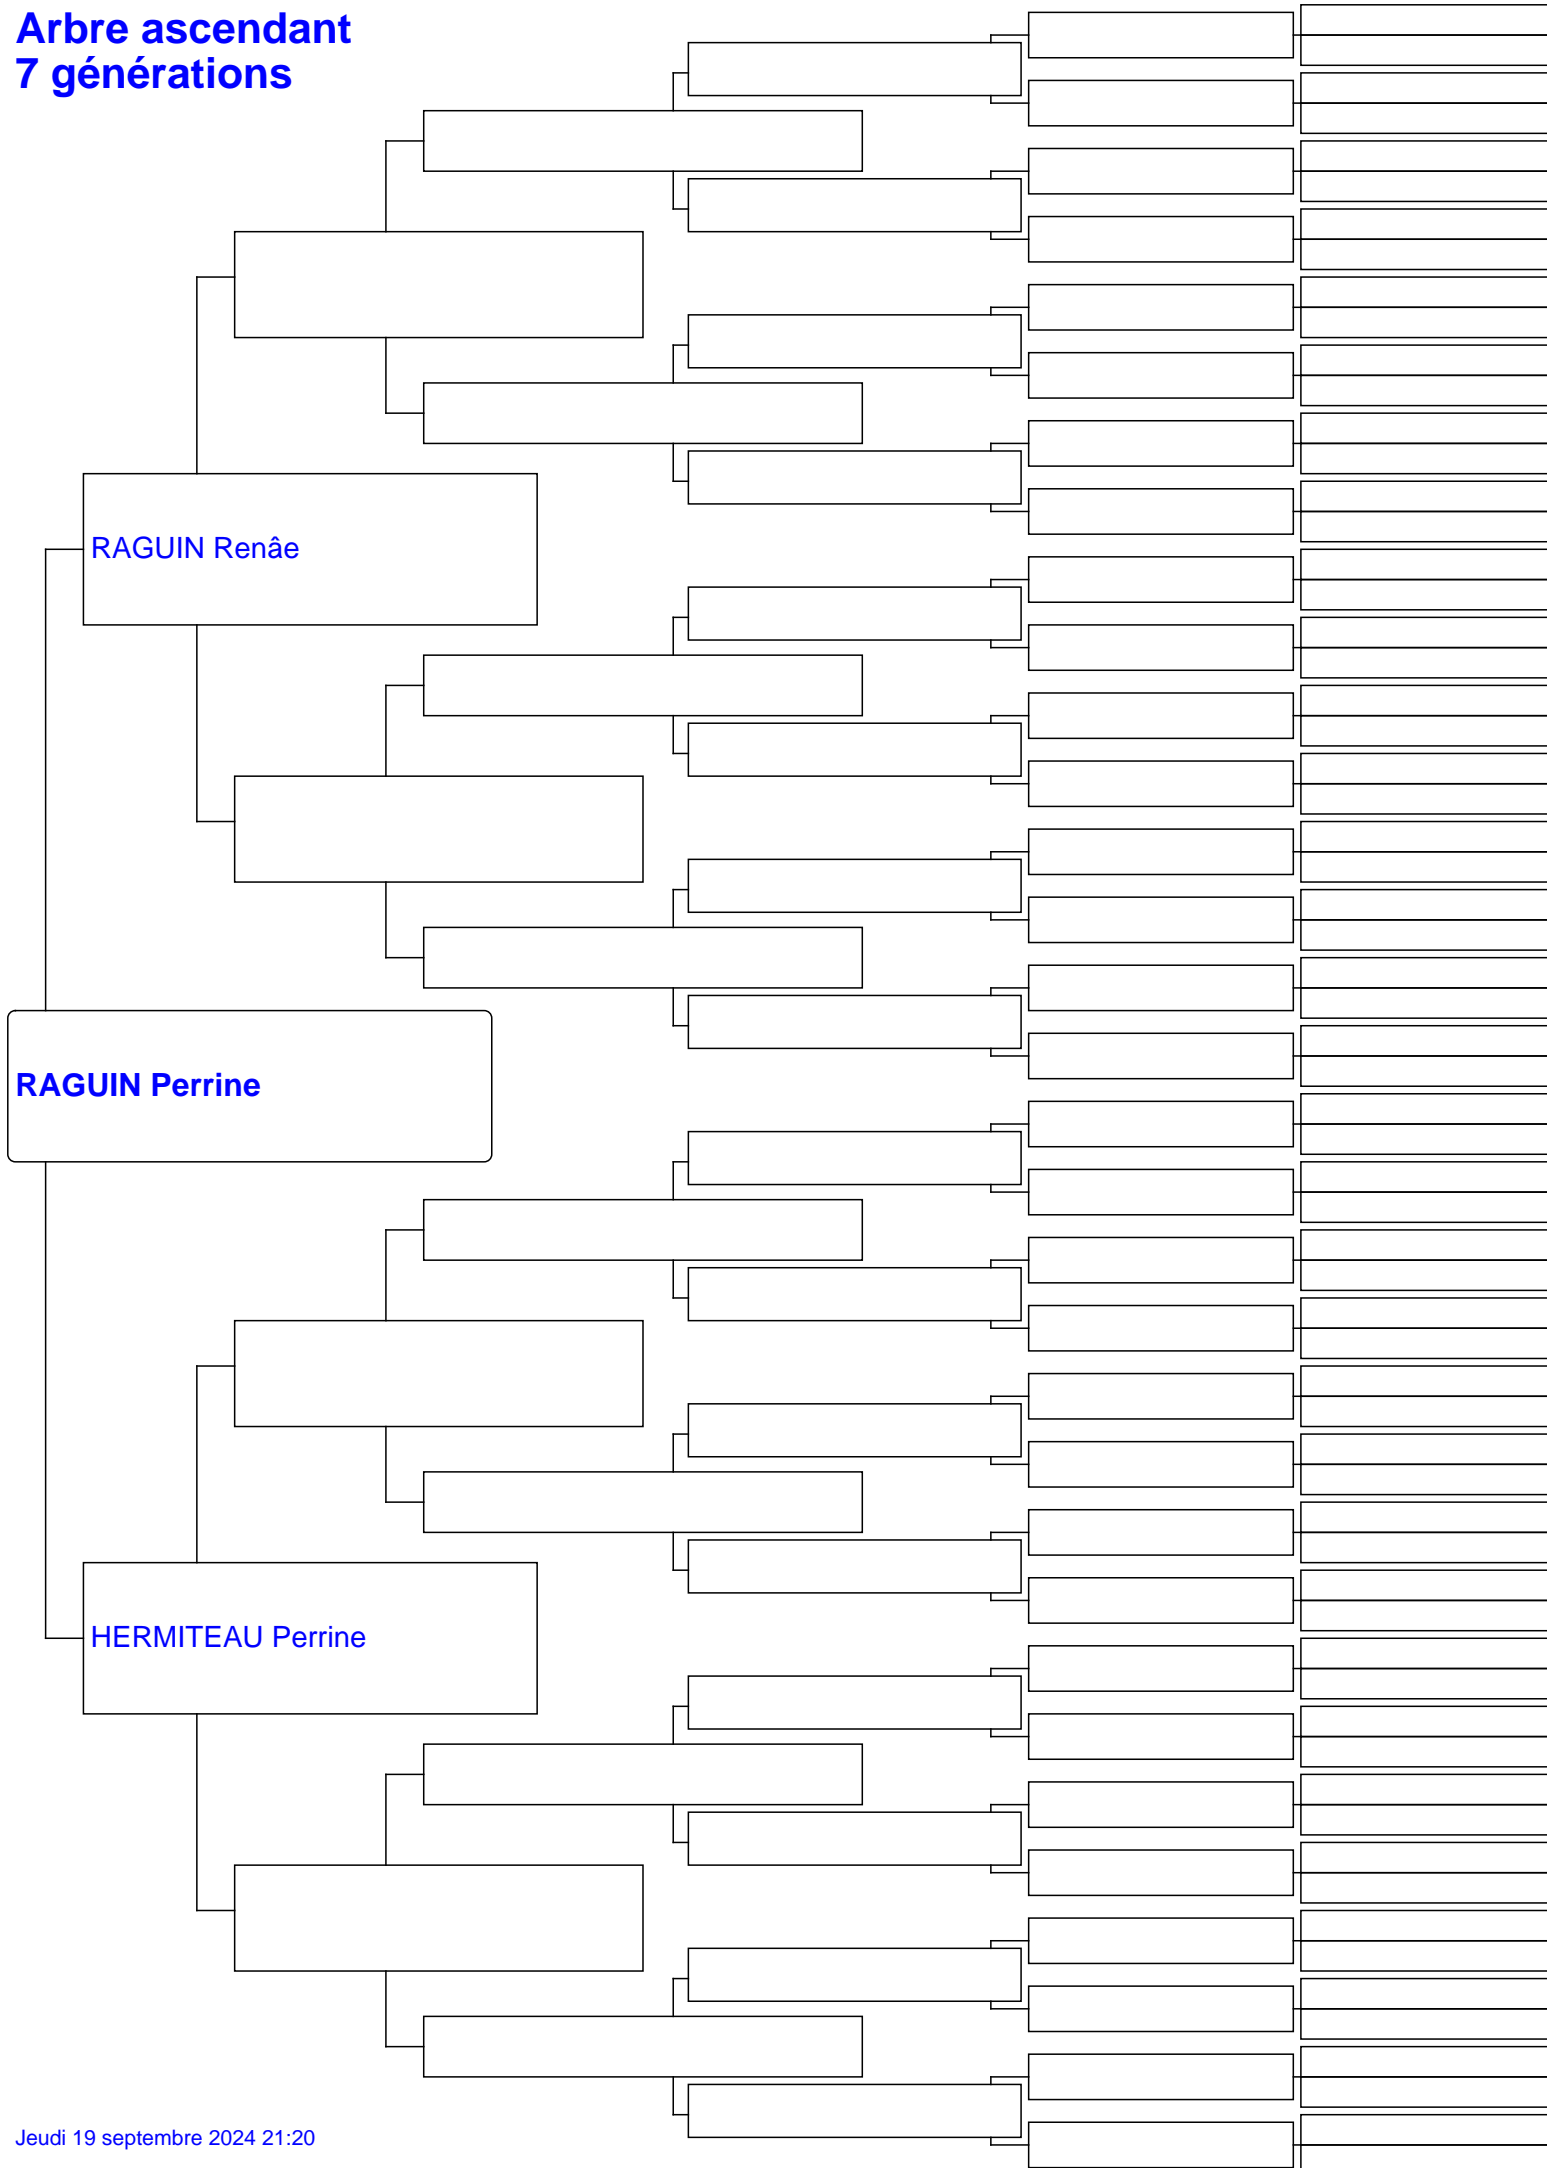 Arbre ascendant
7 générations
RAGUIN Renâe
RAGUIN Perrine
HERMITEAU Perrine
Jeudi 19 septembre 2024 21:20